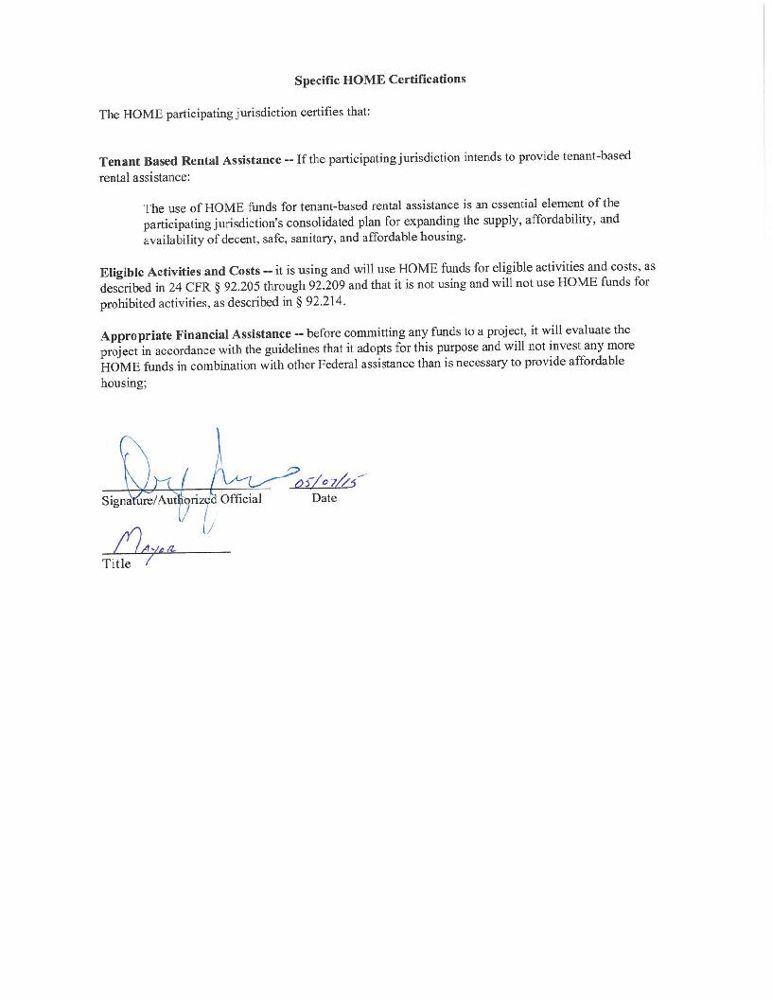 Specific HOME Certifications
The HOME participating jurisdiction certifies that:
Tenant Based Rental Assistance -- If the participating jurisdiction intends to provide tenant-based
rental assistance:
The use of HOME funds for tenant-based rental assistance is an essential element of the
participating jurisdiction's consolidated plan for expanding the supply, affordability, and
availability of decent, safe, sanitary, and affordable housing.
Eligible Activities and Costs -- it is using and will use HOME funds for eligible activities and costs, as
described in 24 CFR § 92.205 through 92.209 and that it is not using and will not use HOME funds for
prohibited activities, as described in § 92.214.
Appropriate Financial Assistance -- before committing any funds to a project, it will evaluate the
project in accordance with the guidelines that it adopts for this purpose and will not invest any more
HOME funds in combination with other Federal assistance than is necessary to provide affordable
housing;
05/07/15
Signature/Authorized Official Date
Mayor
Title